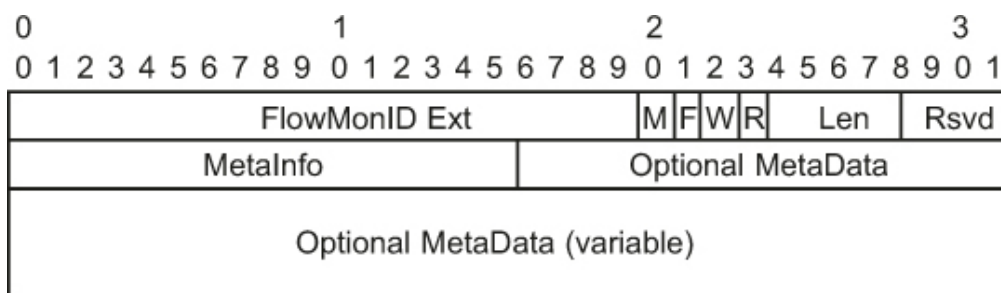 0 1 2 3
0 1 2 3 4 5 6 7 8 9 0 1 2 3 4 5 6 7 8 9 0 1 2 3 4 5 6 7 8 9 0 1
FlowMonID Ext M F W R Len Rsvd
MetaInfo Optional MetaData
Optional MetaData (variable)